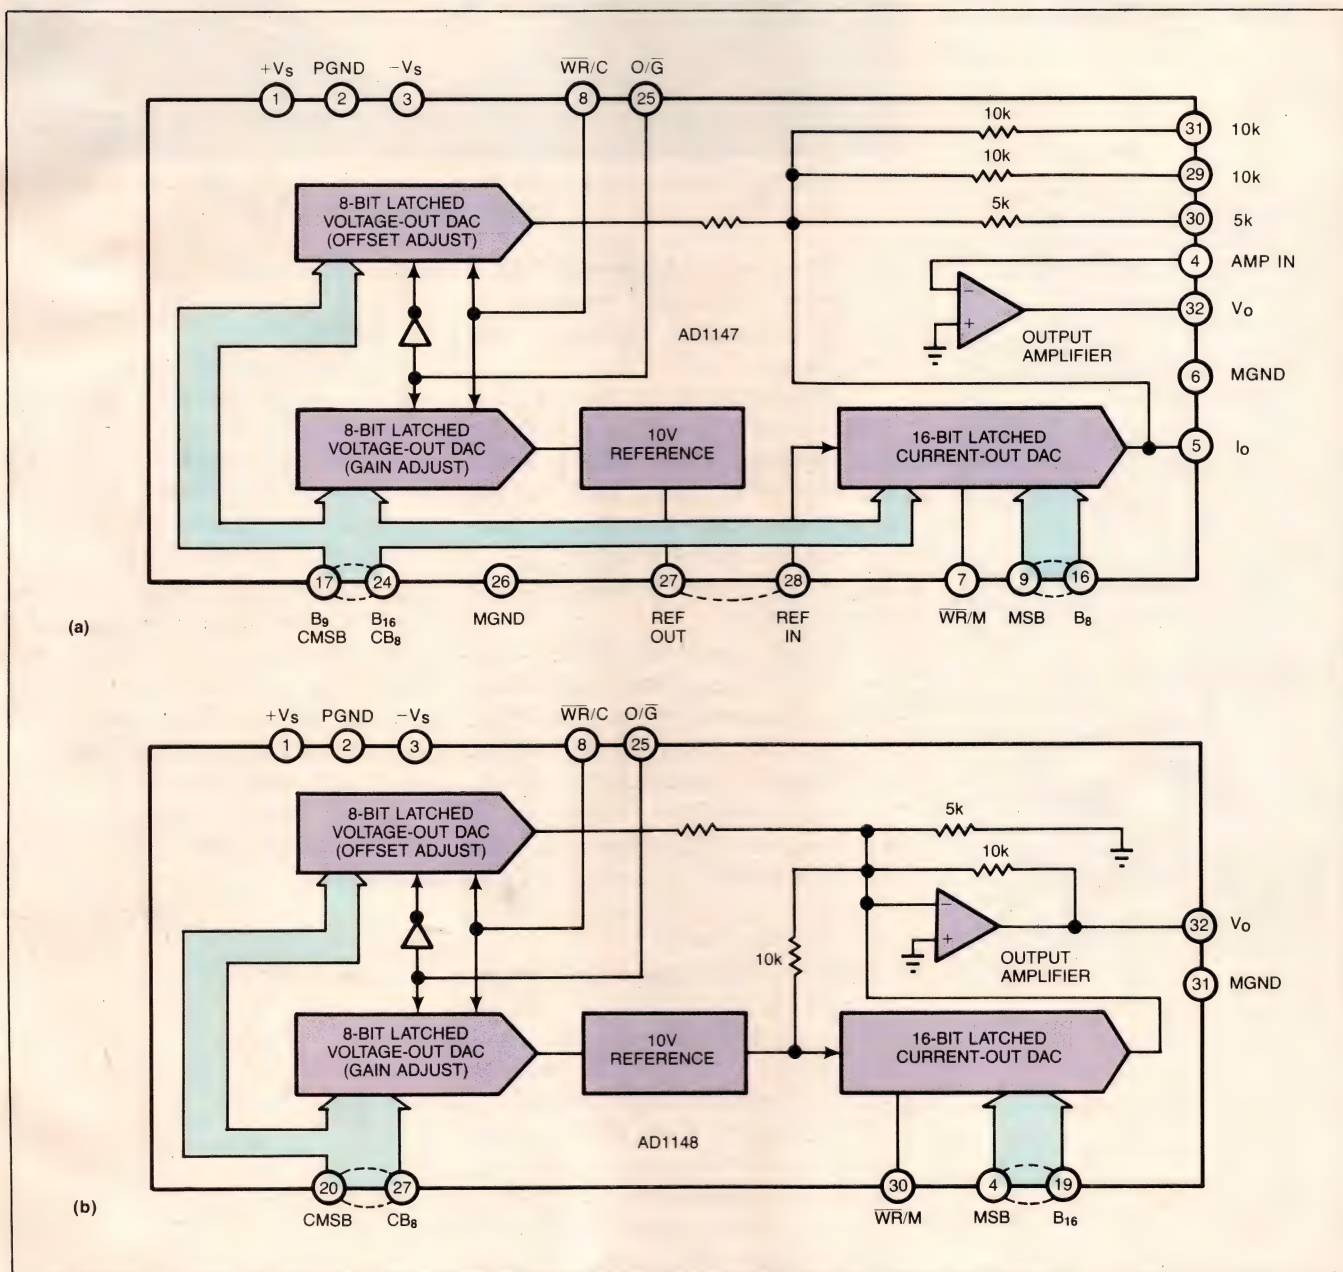 +Vs PGND −Vs W̅R̅/C O/G̅
1 2 3 8 25
10k
31 10k
10k
29 10k
8-BIT LATCHED
VOLTAGE-OUT DAC
(OFFSET ADJUST)
5k
30 5k
4 AMP IN
−
+
32 Vo
OUTPUT
AMPLIFIER
AD1147
6 MGND
8-BIT LATCHED
VOLTAGE-OUT DAC
(GAIN ADJUST)
10V
REFERENCE
16-BIT LATCHED
CURRENT-OUT DAC
5 Io
17 24 26 27 28 7 9 16
B9 B16 MGND REF REF W̅R̅/M MSB B8
CMSB CB8 OUT IN
(a)
+Vs PGND −Vs W̅R̅/C O/G̅
1 2 3 8 25
8-BIT LATCHED
VOLTAGE-OUT DAC
(OFFSET ADJUST)
5k
10k
−
+
32 Vo
OUTPUT
AMPLIFIER
10k
31 MGND
8-BIT LATCHED
VOLTAGE-OUT DAC
(GAIN ADJUST)
10V
REFERENCE
16-BIT LATCHED
CURRENT-OUT DAC
AD1148
20 27 30 4 19
CMSB CB8 W̅R̅/M MSB B16
(b)